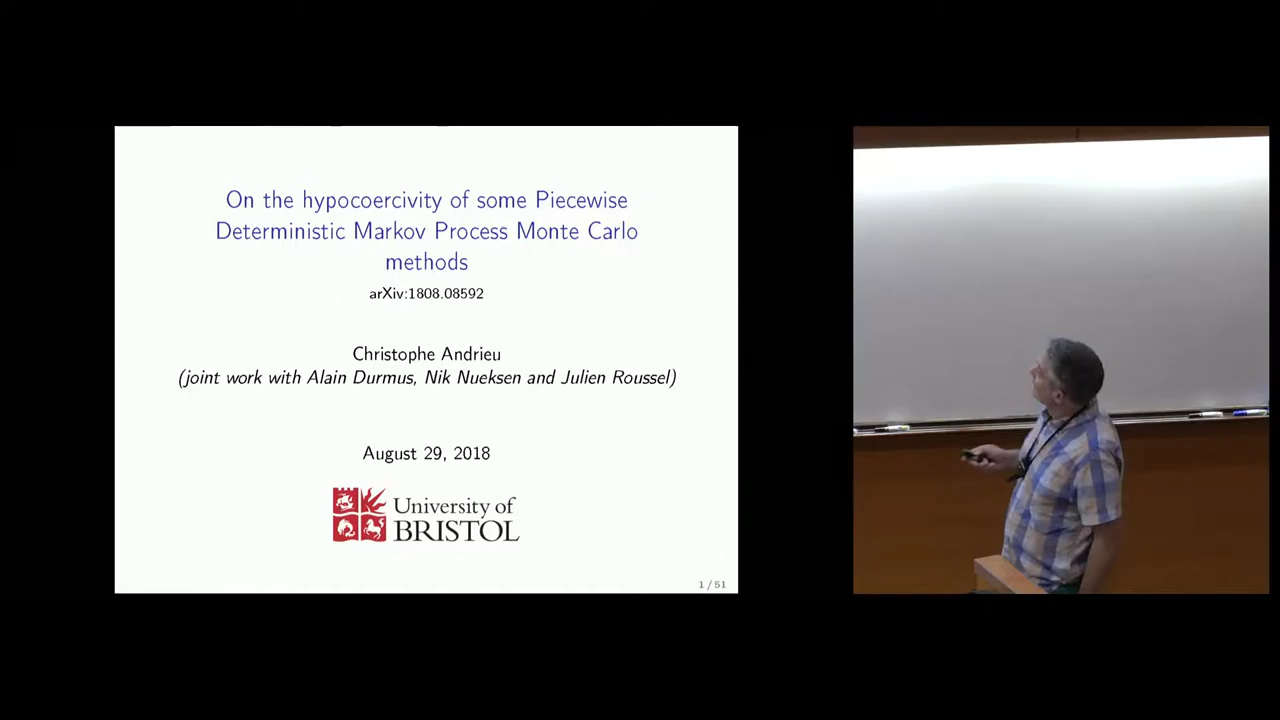 On the hypocoercivity of some Piecewise
Deterministic Markov Process Monte Carlo
methods
arXiv:1808.08592
Christophe Andrieu
(joint work with Alain Durmus, Nik Nueksen and Julien Roussel)
August 29, 2018
University of
BRISTOL
1 / 51